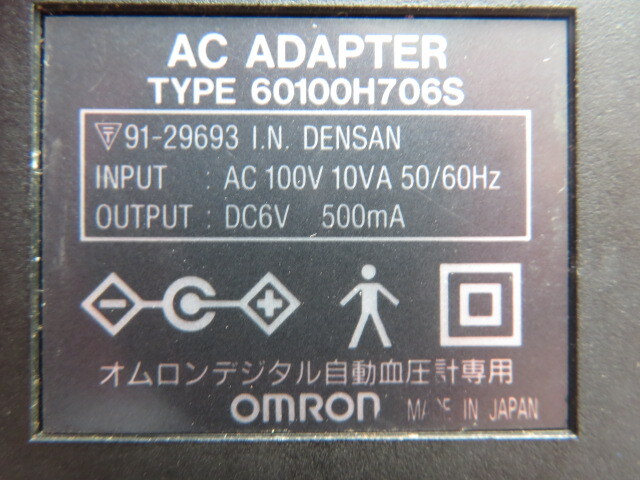 AC ADAPTER
TYPE 60100H706S
91-29693 I.N. DENSAN
INPUT : AC 100V 10VA 50/60Hz
OUTPUT : DC6V 500mA
オムロンデジタル自動血圧計専用
OMRON MADE IN JAPAN